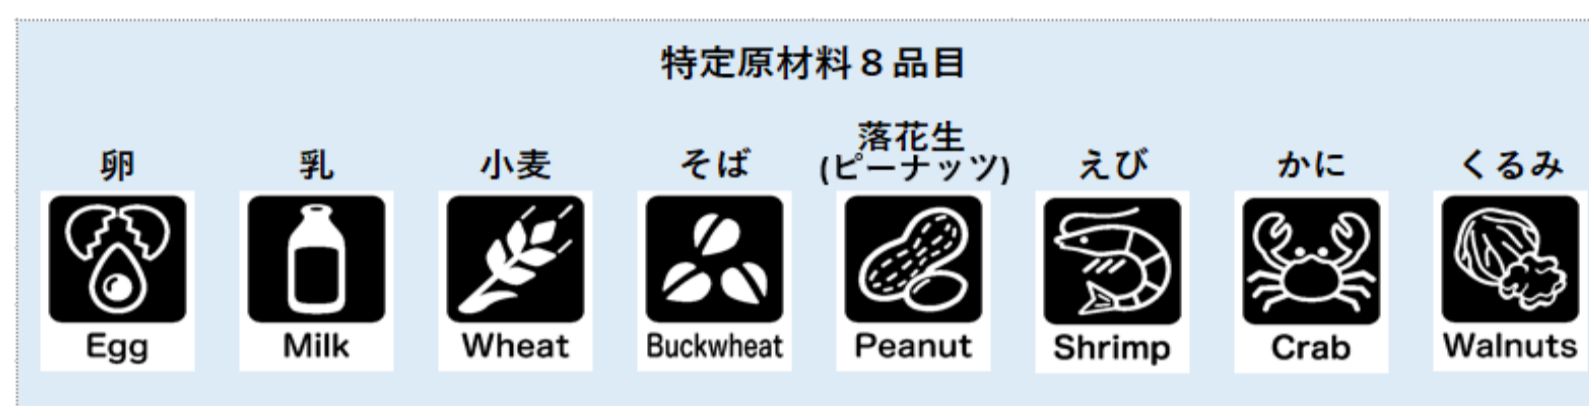 特定原材料８品目
卵 乳 小麦 そば 落花生 えび かに くるみ
(ピーナッツ)
Egg Milk Wheat Buckwheat Peanut Shrimp Crab Walnuts